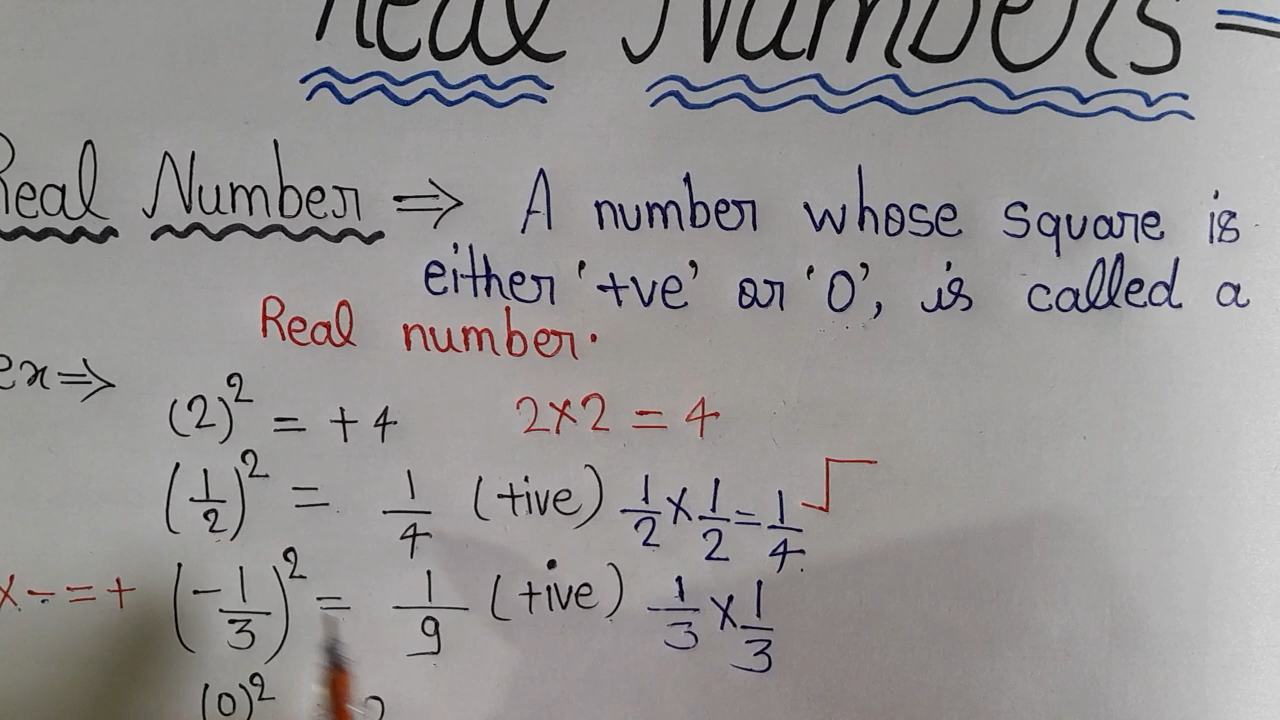 Real Numbers =
Real Number ⇒ A number whose square is
either '+ve' or '0', is called a
Real number.
ex ⇒
(2)² = +4 2×2 = 4
(1/2)² = 1/4 (+ive) 1/2 × 1/2 = 1/4 √
× - = + (-1/3)² = 1/9 (+ive) 1/3 × 1/3
(0)²